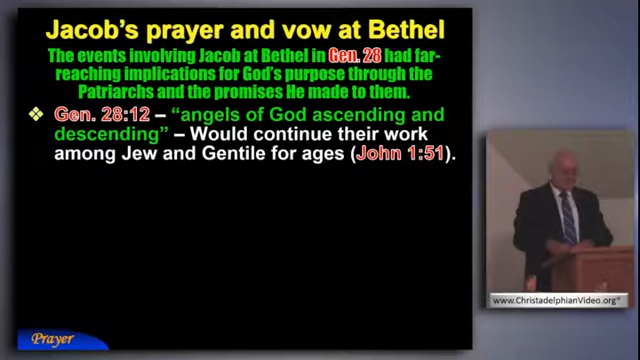 Jacob's prayer and vow at Bethel
The events involving Jacob at Bethel in Gen. 28 had far-
reaching implications for God's purpose through the
Patriarchs and the promises He made to them.
❖ Gen. 28:12 – “angels of God ascending and
descending” – Would continue their work
among Jew and Gentile for ages (John 1:51).
www.ChristadelphianVideo.org°
Prayer